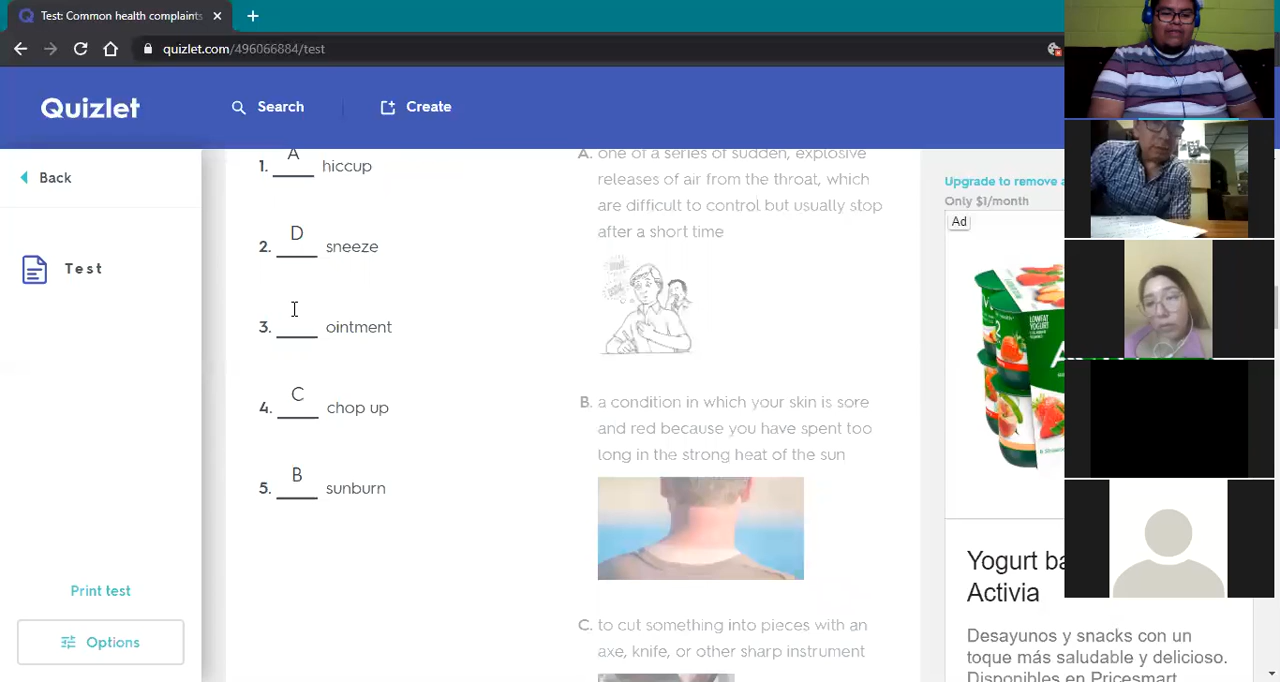 Test: Common health complaints
quizlet.com/496066884/test
Quizlet
Search
Create
Back
Test
Print test
Options
1. A hiccup
2. D sneeze
3. ointment
4. C chop up
5. B sunburn
A. one of a series of sudden, explosive
releases of air from the throat, which
are difficult to control but usually stop
after a short time
B. a condition in which your skin is sore
and red because you have spent too
long in the strong heat of the sun
C. to cut something into pieces with an
axe, knife, or other sharp instrument
Upgrade to remove
Only $1/month
Ad
Yogurt
Activia
Desayunos y snacks con un
toque más saludable y delicioso.
Disponibles en Pricesmart